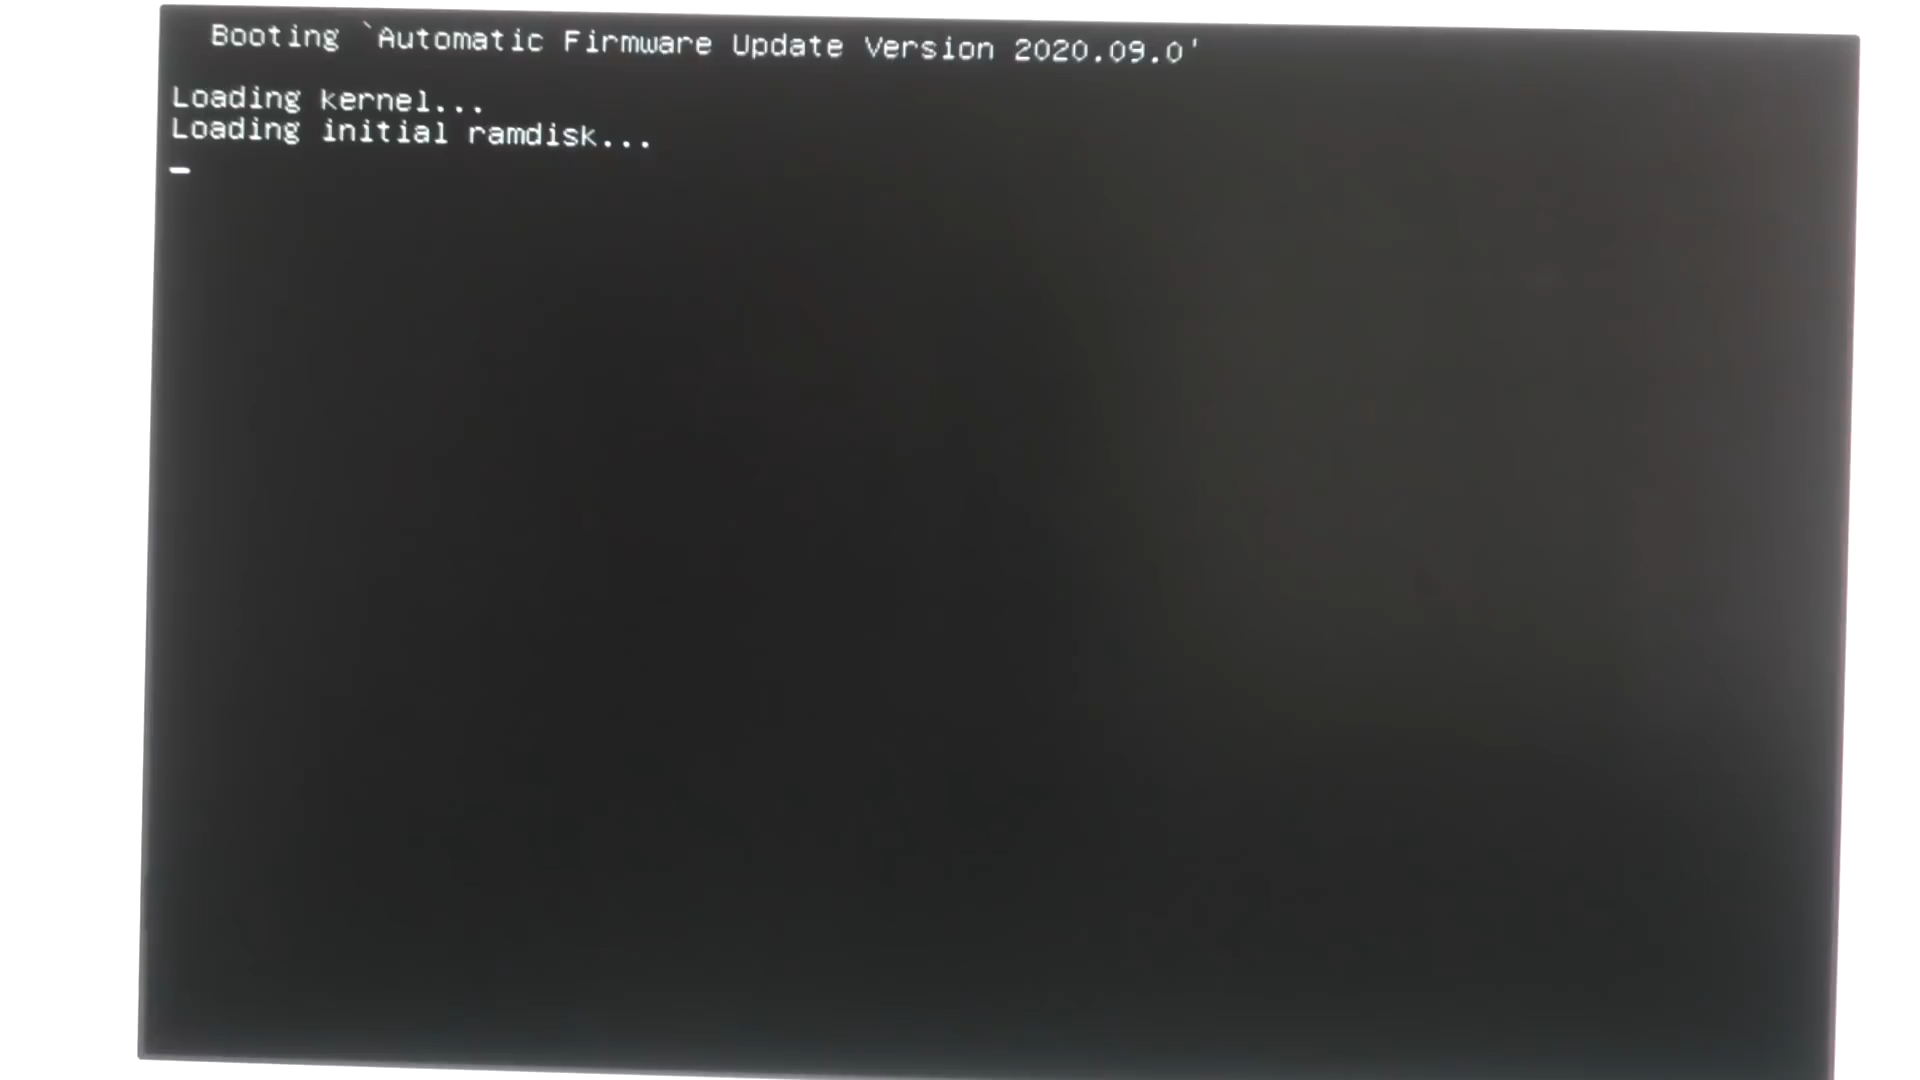 Booting `Automatic Firmware Update Version 2020.09.0'
Loading kernel...
Loading initial ramdisk...